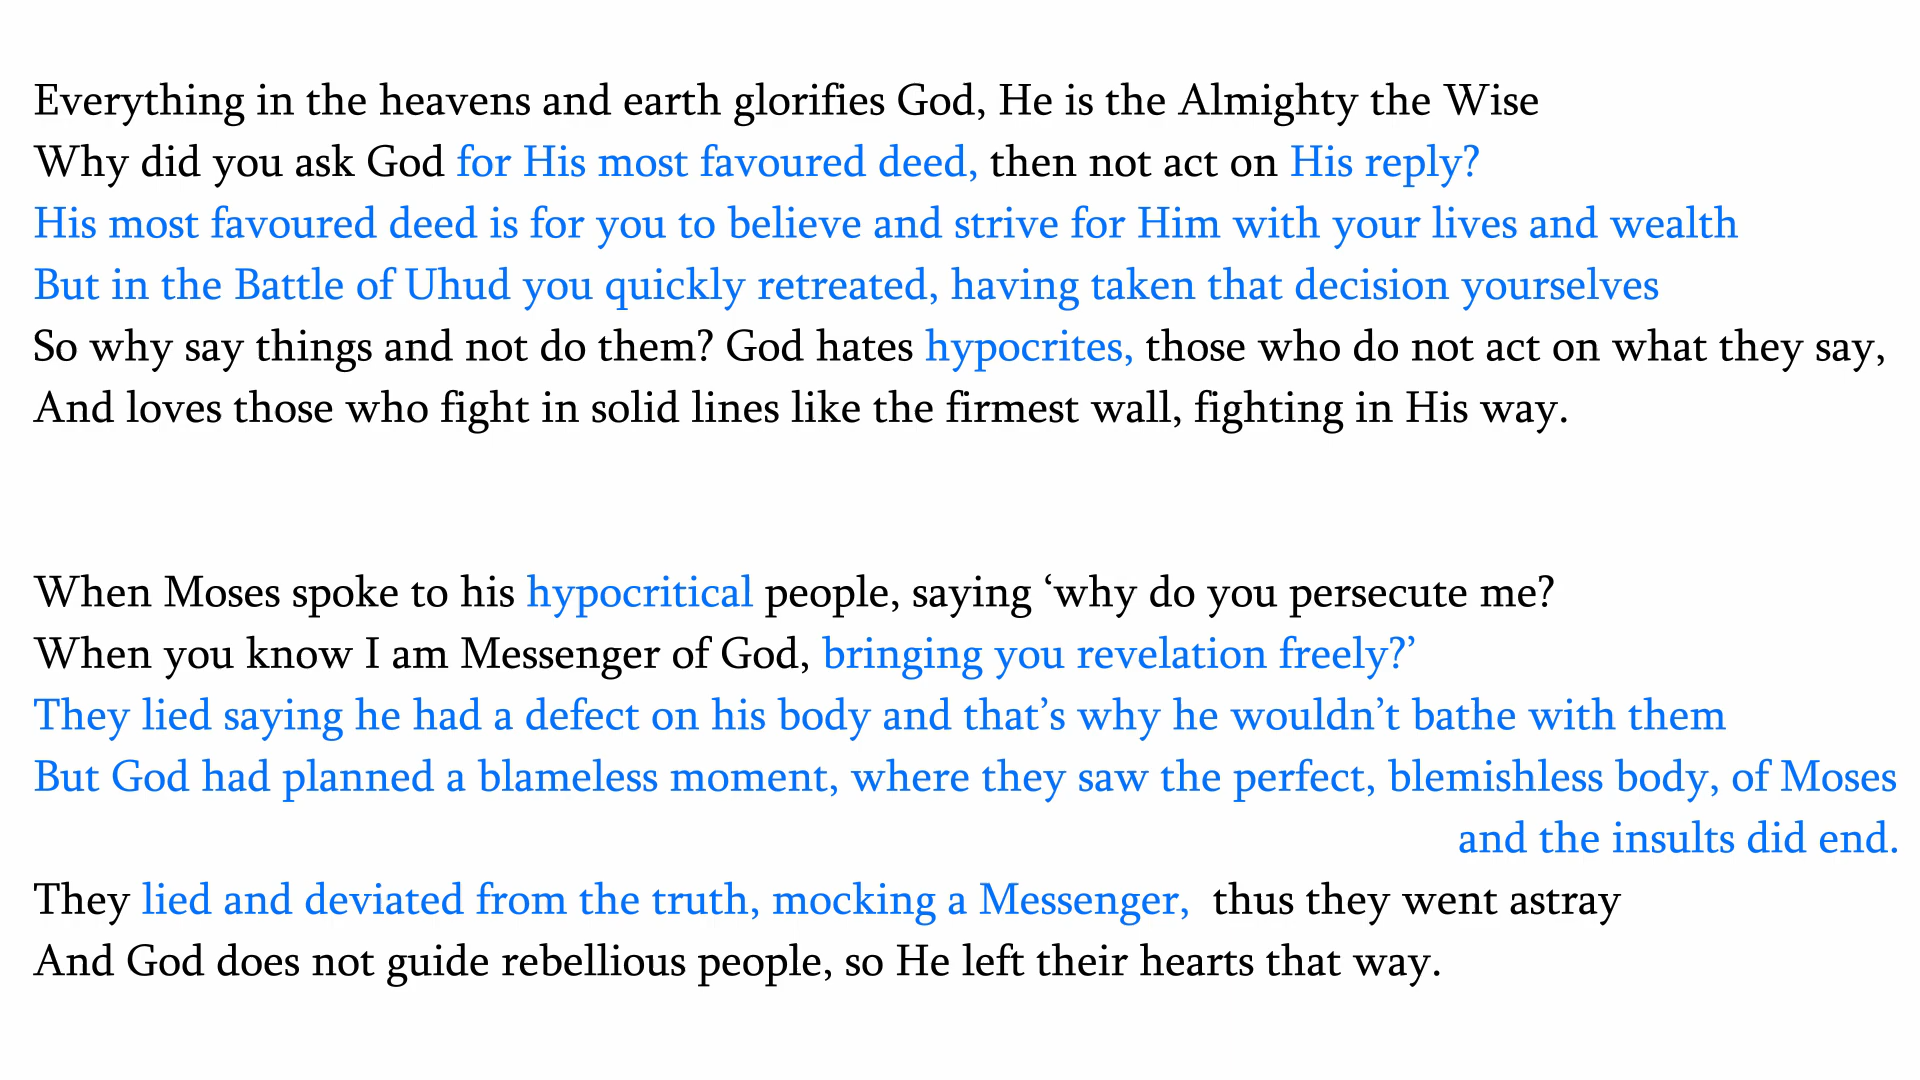 Everything in the heavens and earth glorifies God, He is the Almighty the Wise
Why did you ask God for His most favoured deed, then not act on His reply?
His most favoured deed is for you to believe and strive for Him with your lives and wealth
But in the Battle of Uhud you quickly retreated, having taken that decision yourselves
So why say things and not do them? God hates hypocrites, those who do not act on what they say,
And loves those who fight in solid lines like the firmest wall, fighting in His way.
When Moses spoke to his hypocritical people, saying ‘why do you persecute me?
When you know I am Messenger of God, bringing you revelation freely?’
They lied saying he had a defect on his body and that’s why he wouldn’t bathe with them
But God had planned a blameless moment, where they saw the perfect, blemishless body, of Moses
and the insults did end.
They lied and deviated from the truth, mocking a Messenger,  thus they went astray
And God does not guide rebellious people, so He left their hearts that way.